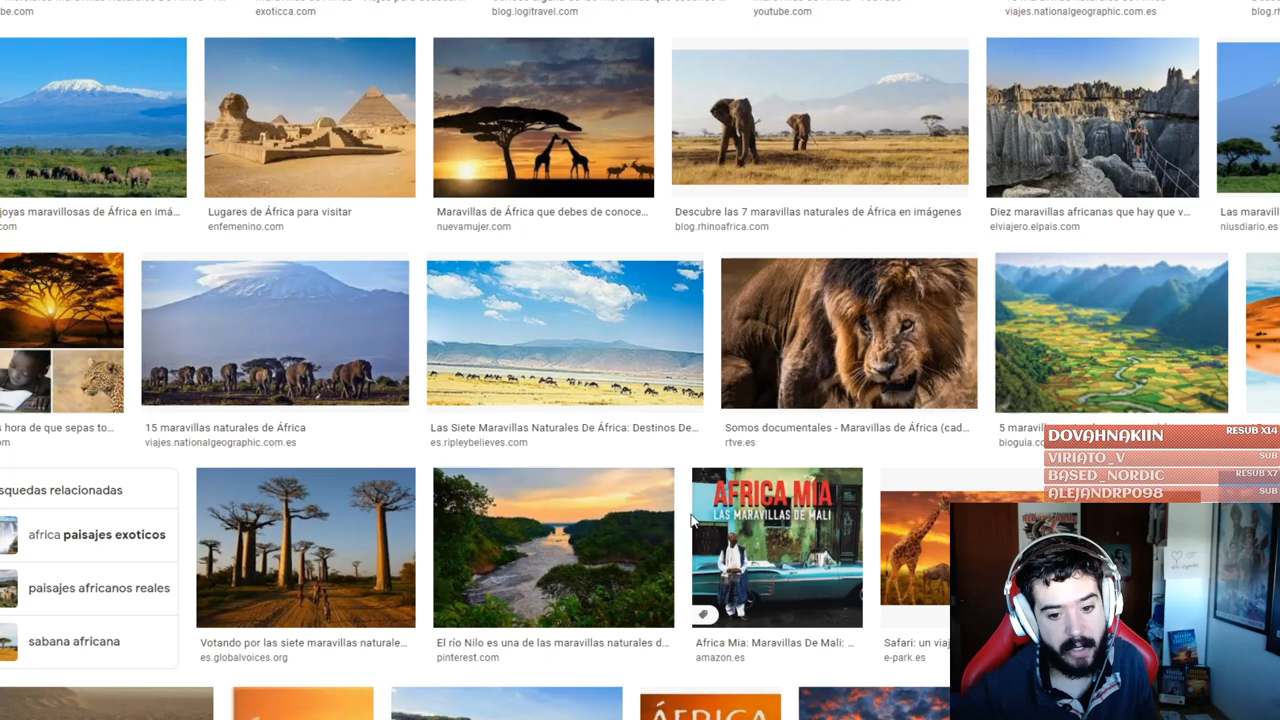 be.com
exoticca.com
blog.logitravel.com
youtube.com
viajes.nationalgeographic.com.es
joyas maravillosas de África en imá...
.com
Lugares de África para visitar
enfemenino.com
Maravillas de África que debes de conoce...
nuevamujer.com
Descubre las 7 maravillas naturales de África en imágenes
blog.rhinoafrica.com
Diez maravillas africanas que hay que v...
elviajero.elpais.com
Las maravill
niusdiario.es
s hora de que sepas to...
om
15 maravillas naturales de África
viajes.nationalgeographic.com.es
Las Siete Maravillas Naturales De África: Destinos De...
es.ripleybelieves.com
Somos documentales - Maravillas de África (cad...
rtve.es
5 maravill
bioguia.c
DOVAHNAKIIN RESUB X14
VIRIATO_V SUB
BASED_NORDIC RESUB X7
ALEJANDRP098 SUB
squedas relacionadas
africa paisajes exoticos
paisajes africanos reales
sabana africana
Votando por las siete maravillas naturale...
es.globalvoices.org
El río Nilo es una de las maravillas naturales d...
pinterest.com
AFRICA MIA
LAS MARAVILLAS DE MALI
Africa Mia: Maravillas De Mali: ...
amazon.es
Safari: un viaj
e-park.es
ÁFRICA